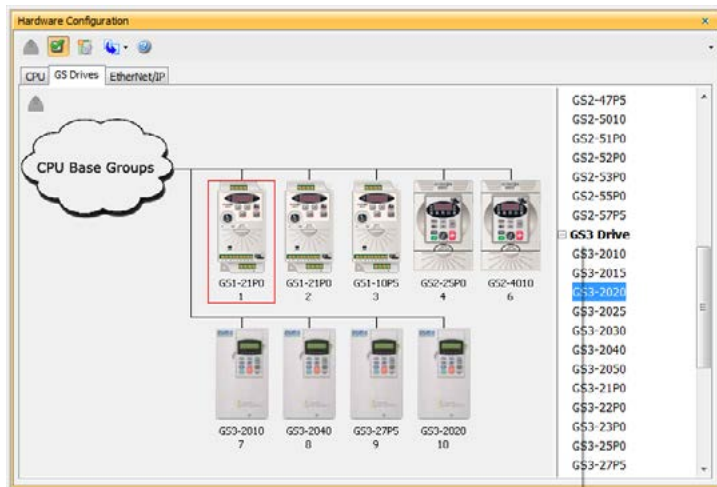 Hardware Configuration
CPU
GS Drives
EtherNet/IP
CPU Base Groups
GS1-21P0
1
GS1-21P0
2
GS1-10P5
3
GS2-25P0
4
GS2-4010
6
GS3-2010
7
GS3-2040
8
GS3-27P5
9
GS3-2020
10
GS2-47P5
GS2-5010
GS2-51P0
GS2-52P0
GS2-53P0
GS2-55P0
GS2-57P5
GS3 Drive
GS3-2010
GS3-2015
GS3-2020
GS3-2025
GS3-2030
GS3-2040
GS3-2050
GS3-21P0
GS3-22P0
GS3-23P0
GS3-25P0
GS3-27P5